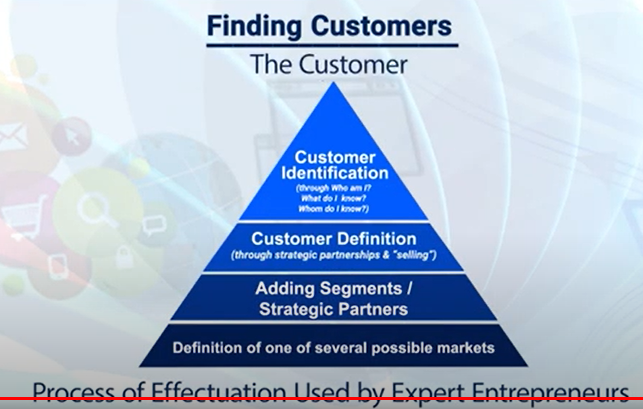 Finding Customers
The Customer
Customer
Identification
(through Who am I?
What do I know?
Whom do I know?)
Customer Definition
(through strategic partnerships & "selling")
Adding Segments /
Strategic Partners
Definition of one of several possible markets
Process of Effectuation Used by Expert Entrepreneurs